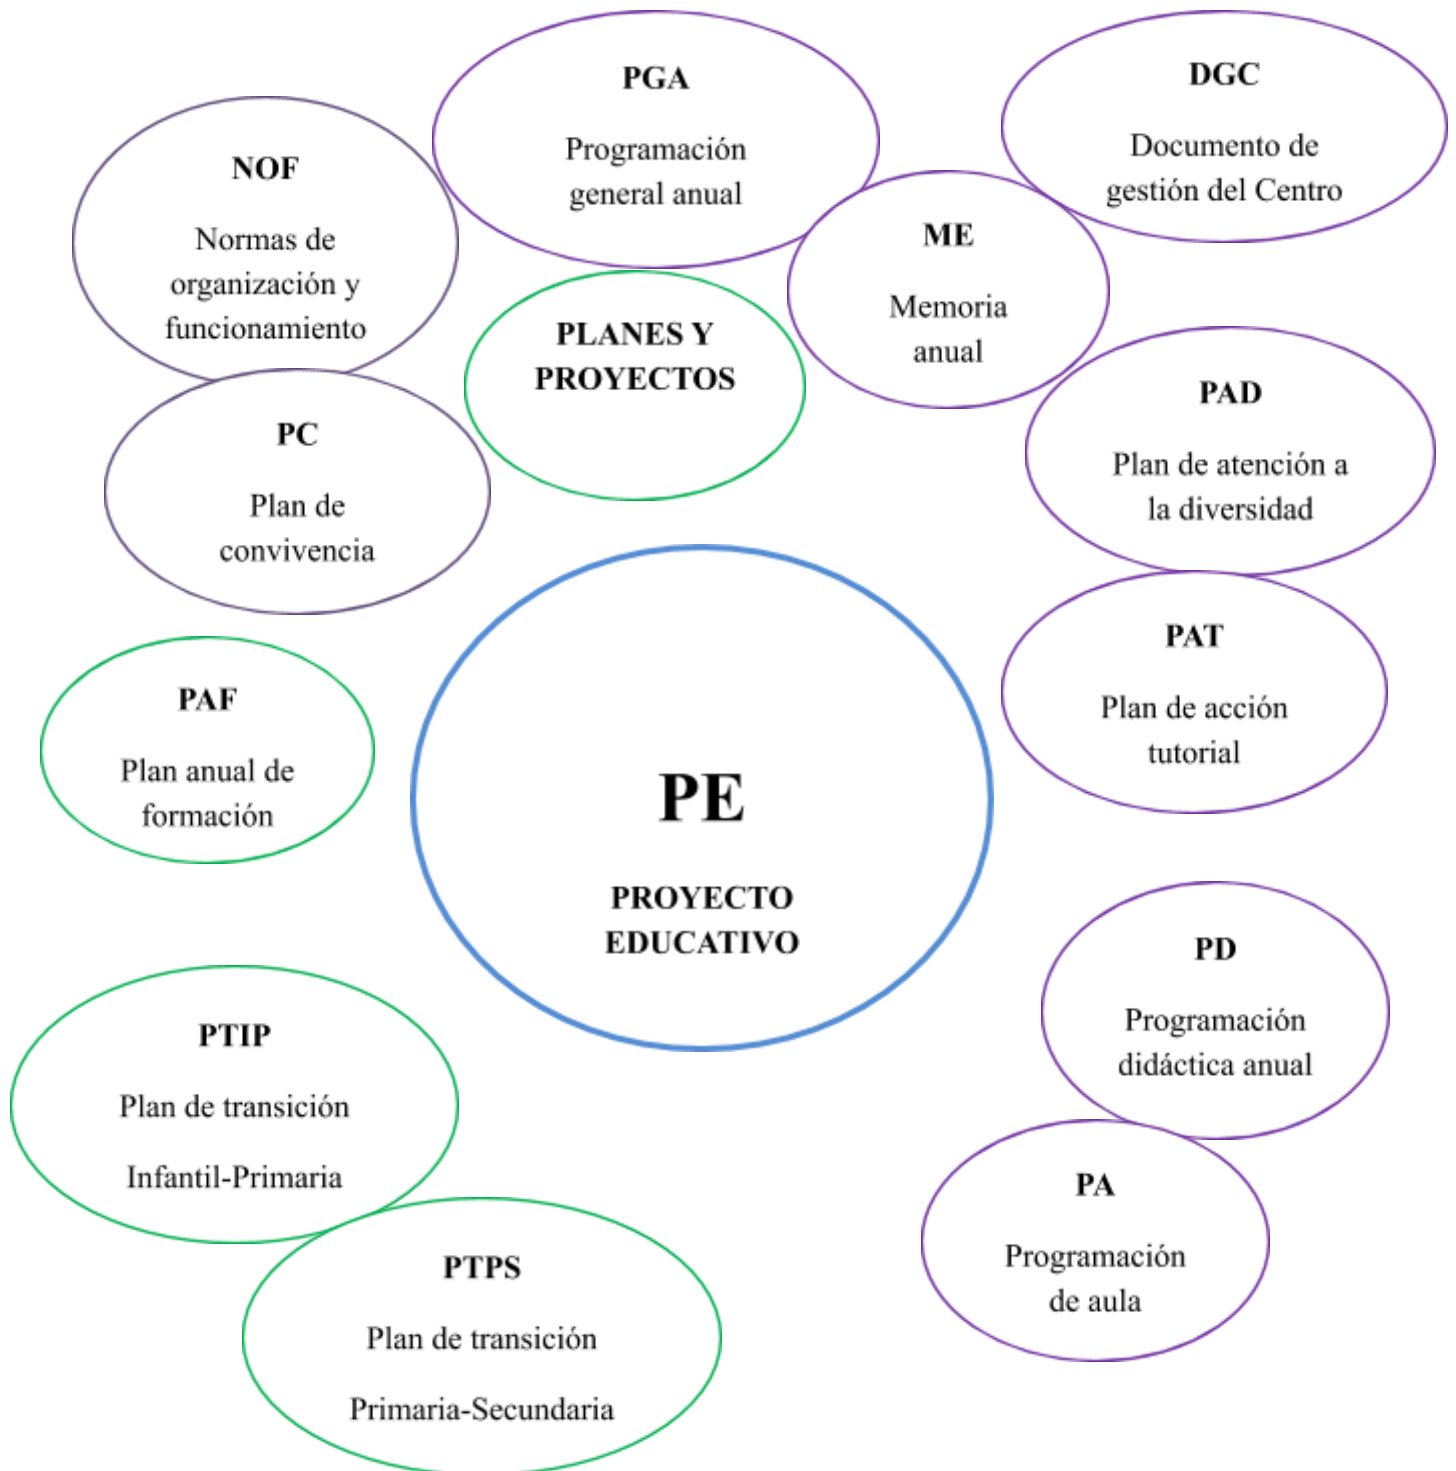 PGA
Programación
general anual
DGC
Documento de
gestión del Centro
NOF
Normas de
organización y
funcionamiento
ME
Memoria
anual
PLANES Y
PROYECTOS
PAD
Plan de atención a
la diversidad
PC
Plan de
convivencia
PAT
Plan de acción
tutorial
PAF
Plan anual de
formación
PE
PROYECTO
EDUCATIVO
PD
Programación
didáctica anual
PTIP
Plan de transición
Infantil-Primaria
PA
Programación
de aula
PTPS
Plan de transición
Primaria-Secundaria